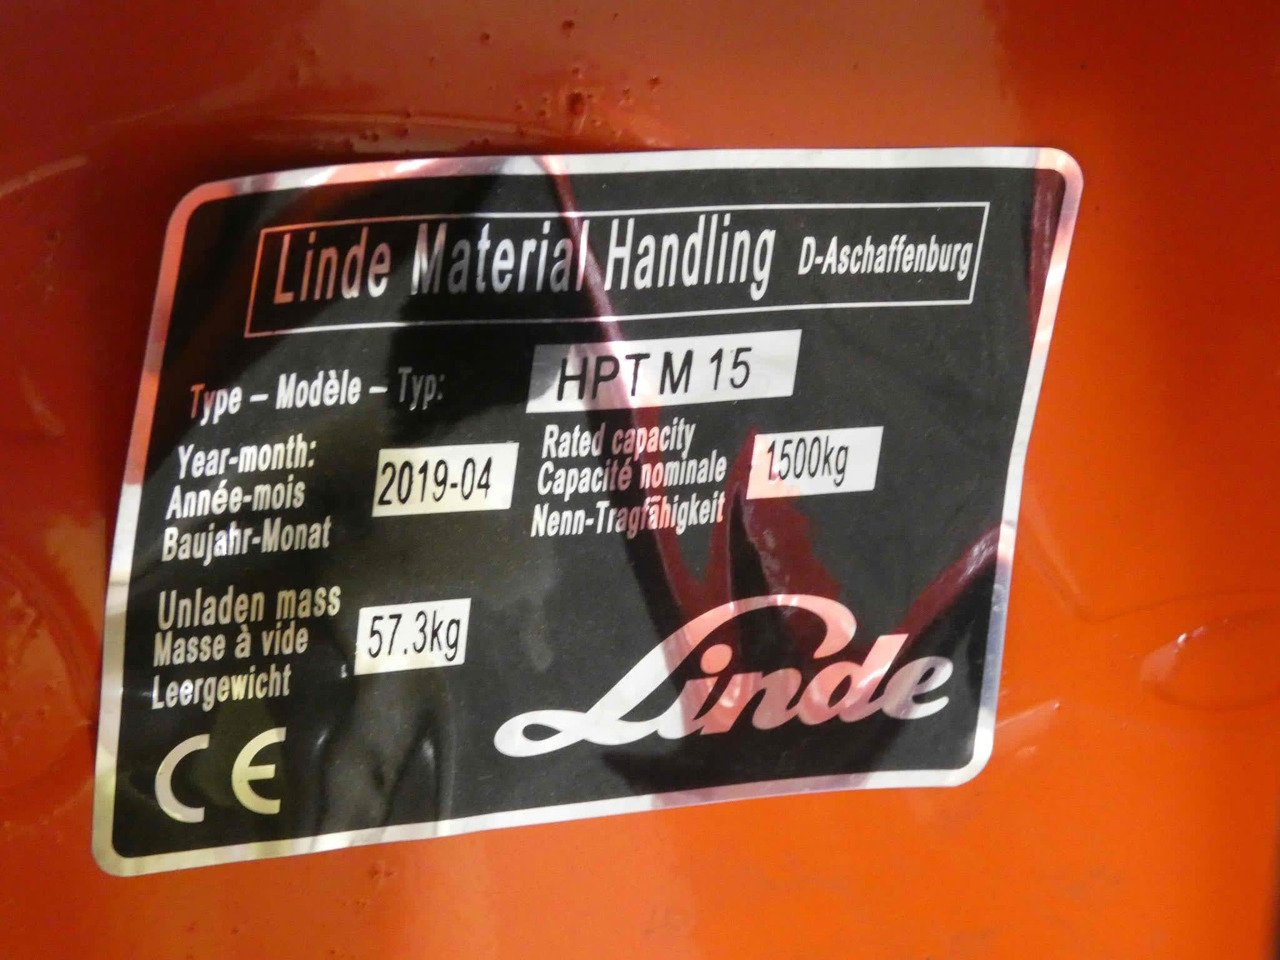 Linde Material Handling D-Aschaffenburg
Type – Modèle – Typ: HPT M 15
Year-month:
Année-mois
Baujahr-Monat
2019-04
Rated capacity
Capacité nominale
Nenn-Tragfähigkeit
1500kg
Unladen mass
Masse à vide
Leergewicht
57.3kg
CE
Linde